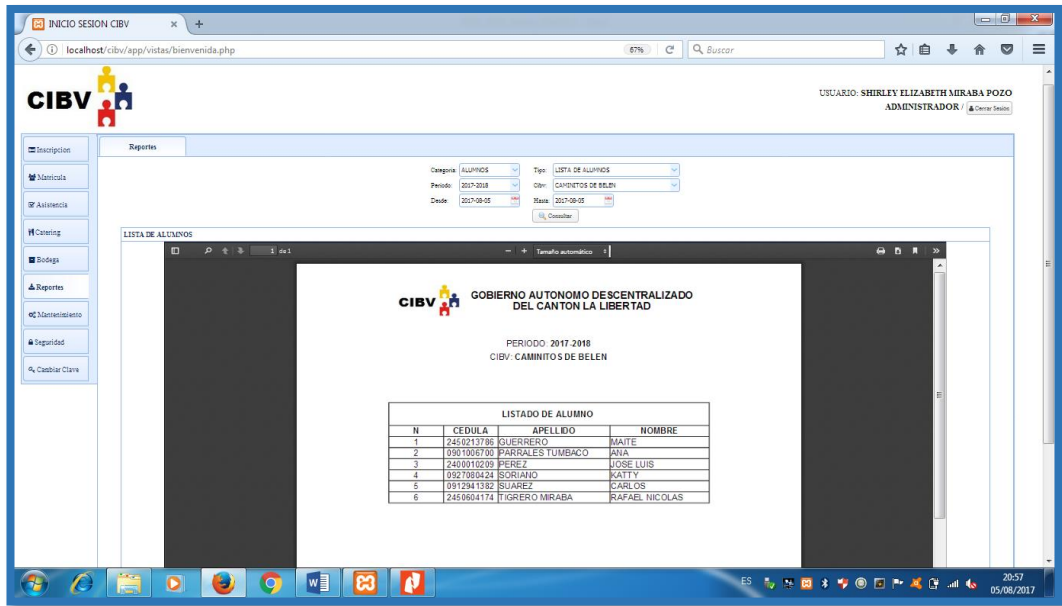 INICIO SESION CIBV
localhost/cibv/app/vistas/bienvenida.php
67%
Buscar
CIBV
USUARIO: SHIRLEY ELIZABETH MIRABA POZO
ADMINISTRADOR / Cerrar Sesion
Inscripcion
Matricula
Asistencia
Catering
Bodega
Reportes
Mantenimiento
Seguridad
Cambiar Clave
Reportes
Categoria: ALUMNOS Tipo: LISTA DE ALUMNOS
Periodo: 2017-2018 Cibv: CAMINITOS DE BELEN
Desde: 2017-08-05 Hasta: 2017-08-05
Consultar
LISTA DE ALUMNOS
1 de 1 Tamaño automático
CIBV
GOBIERNO AUTONOMO DESCENTRALIZADO
DEL CANTON LA LIBERTAD
PERIODO: 2017-2018
CIBV: CAMINITOS DE BELEN
LISTADO DE ALUMNO
N CEDULA APELLIDO NOMBRE
1 2450213786 GUERRERO MAITE
2 0901006700 PARRALES TUMBACO ANA
3 2400010209 PEREZ JOSE LUIS
4 0927080424 SORIANO KATTY
5 0912941382 SUAREZ CARLOS
6 2450604174 TIGRERO MIRABA RAFAEL NICOLAS
ES
20:57
05/08/2017